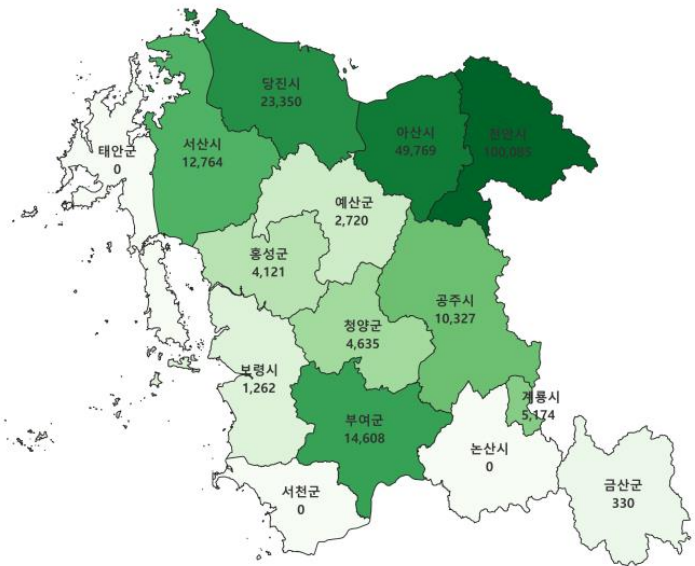 당진시
23,350
아산시
49,769
천안시
100,085
서산시
12,764
태안군
0
예산군
2,720
홍성군
4,121
공주시
10,327
청양군
4,635
보령시
1,262
계룡시
5,174
부여군
14,608
논산시
0
금산군
330
서천군
0